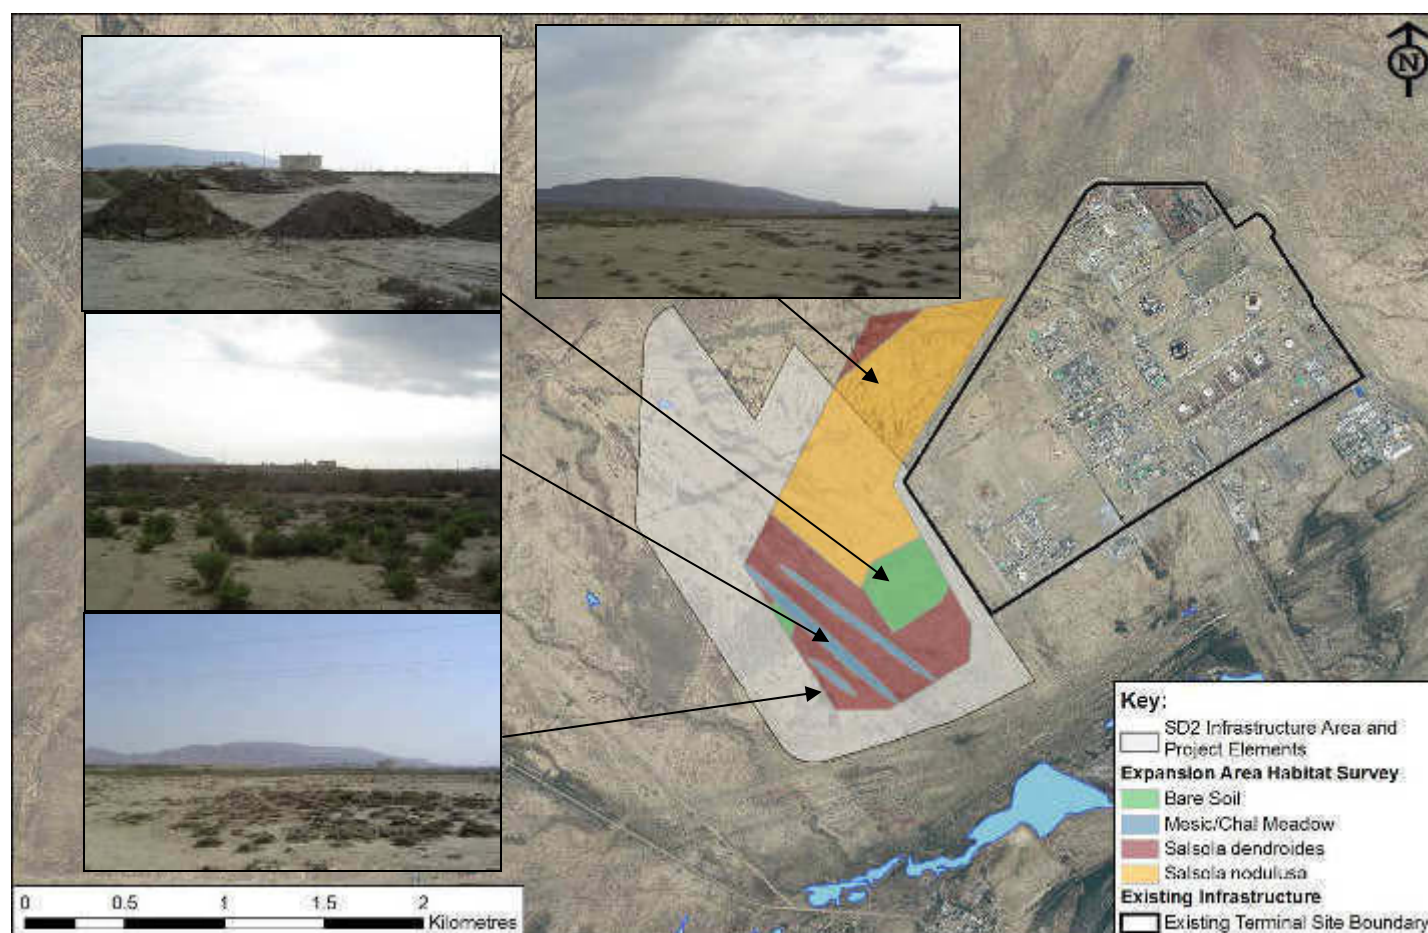 N
Key:
SD2 Infrastructure Area and
Project Elements
Expansion Area Habitat Survey
Bare Soil
Mesic/Chal Meadow
Salsola dendroides
Salsola nodulusa
Existing Infrastructure
Existing Terminal Site Boundary
0 0.5 1 1.5 2
Kilometres